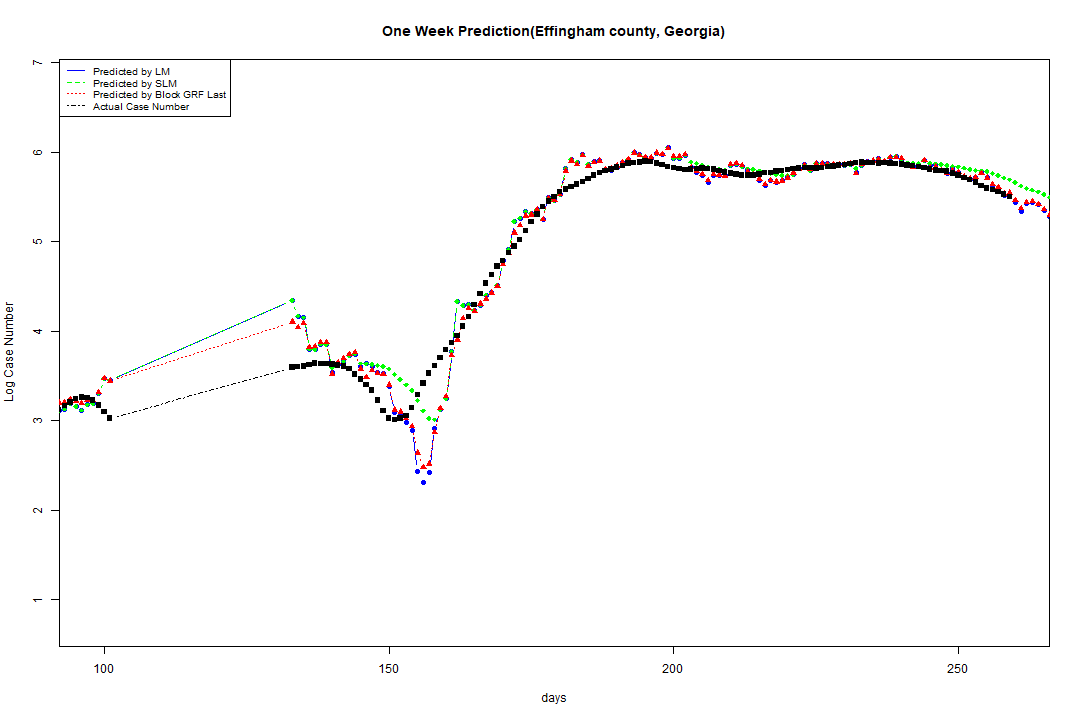 One Week Prediction(Effingham county, Georgia)
Predicted by LM
Predicted by SLM
Predicted by Block GRF Last
Actual Case Number
7
6
5
4
3
2
1
Log Case Number
100 150 200 250
days